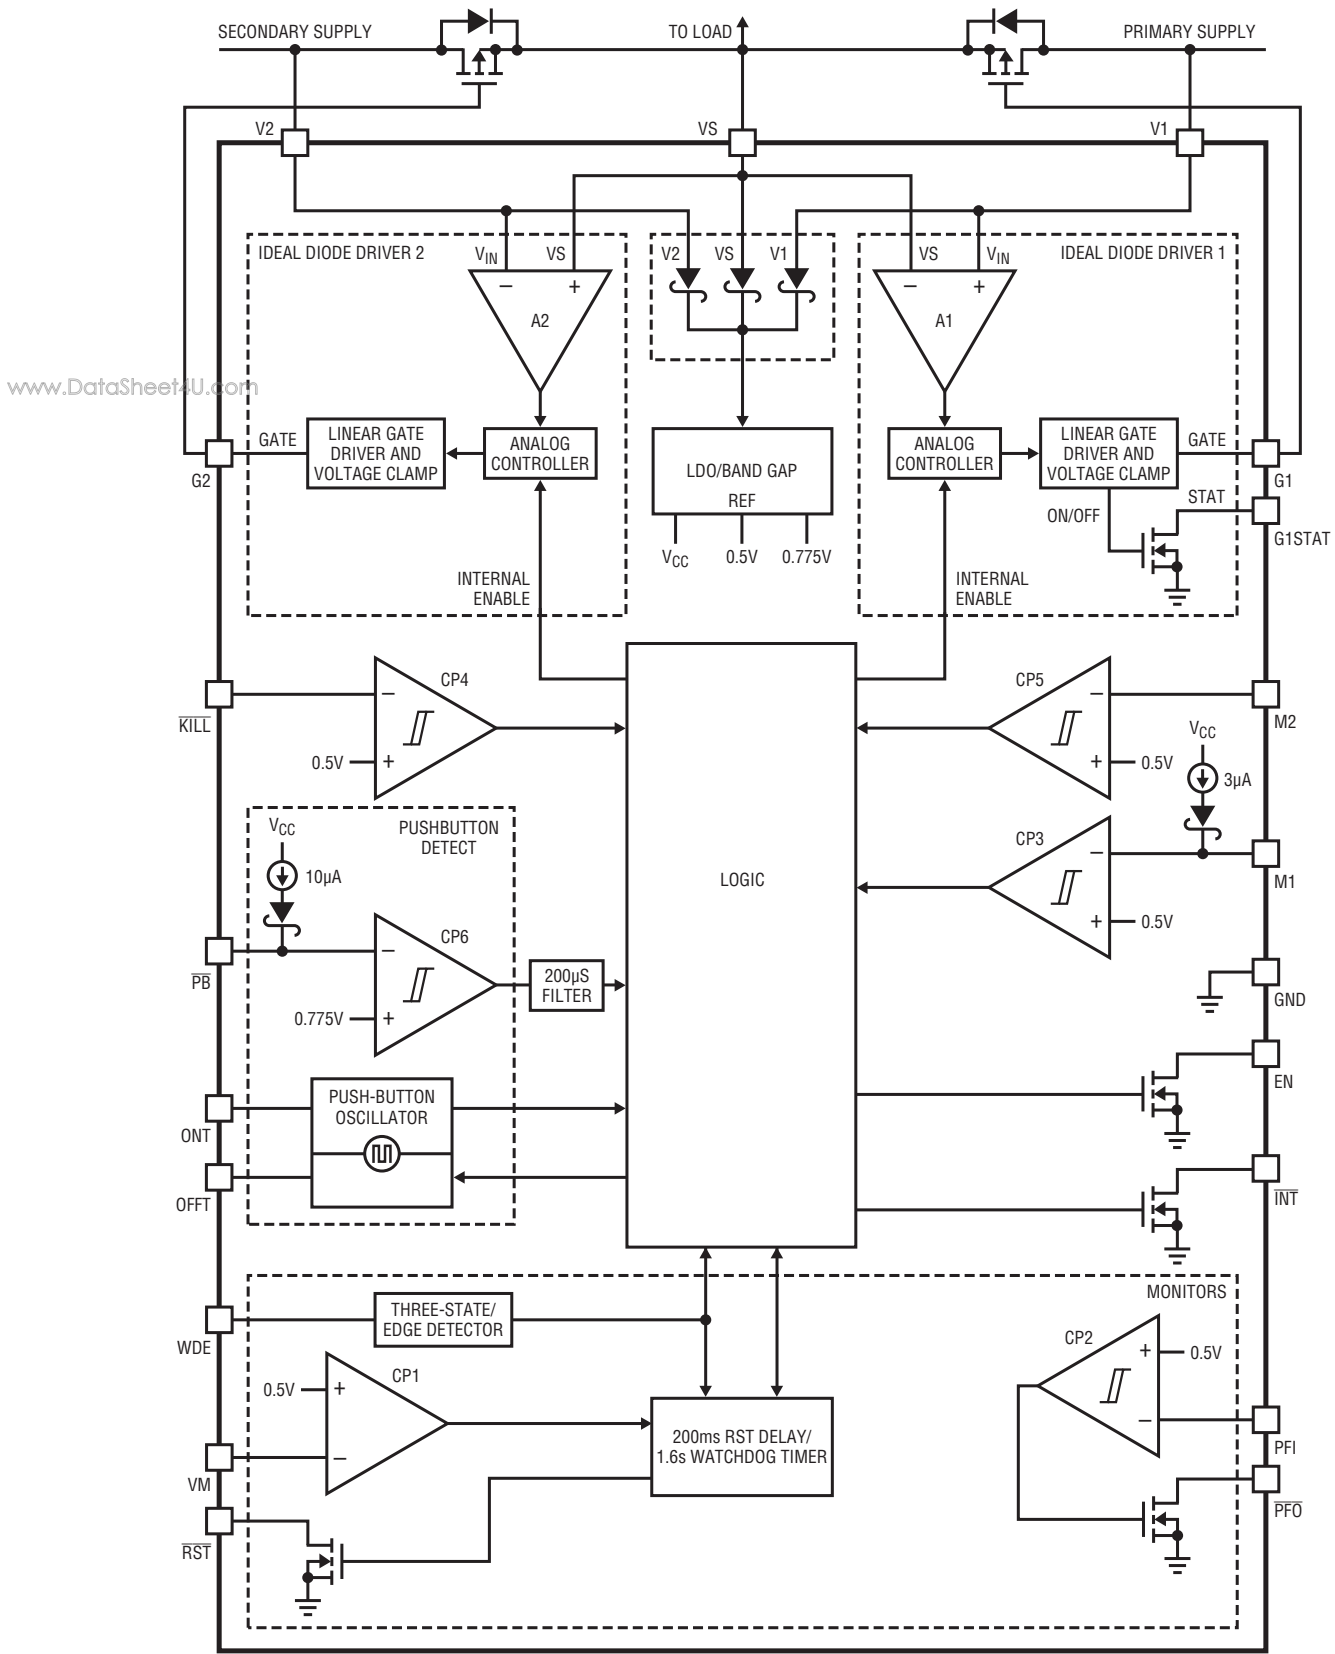 SECONDARY SUPPLY
TO LOAD
PRIMARY SUPPLY
V2
VS
V1
IDEAL DIODE DRIVER 2
VIN
VS
V2
VS
V1
VS
VIN
IDEAL DIODE DRIVER 1
−
+
−
+
A2
A1
www.DataSheet4U.com
GATE
LINEAR GATE
DRIVER AND
VOLTAGE CLAMP
ANALOG
CONTROLLER
LDO/BAND GAP
REF
ANALOG
CONTROLLER
LINEAR GATE
DRIVER AND
VOLTAGE CLAMP
GATE
G2
G1
STAT
ON/OFF
G1STAT
VCC
0.5V
0.775V
INTERNAL
ENABLE
INTERNAL
ENABLE
CP4
−
KILL
0.5V
+
CP5
−
M2
+
0.5V
VCC
3µA
PUSHBUTTON
DETECT
VCC
10µA
LOGIC
CP3
−
M1
+
0.5V
CP6
−
PB
0.775V
+
200µS
FILTER
GND
EN
PUSH-BUTTON
OSCILLATOR
ONT
OFFT
INT
MONITORS
THREE-STATE/
EDGE DETECTOR
WDE
CP2
+
0.5V
−
CP1
0.5V
+
−
VM
200ms RST DELAY/
1.6s WATCHDOG TIMER
PFI
PFO
RST